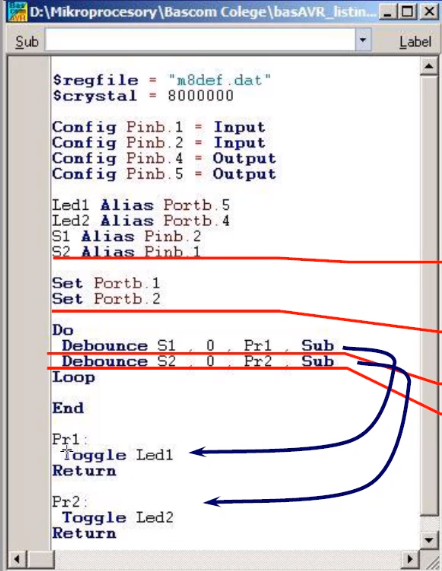 D:\Mikroprocesory\Bascom Colege\basAVR_listin...
Sub Label
$regfile = "m8def.dat"
$crystal = 8000000
Config Pinb.1 = Input
Config Pinb.2 = Input
Config Pinb.4 = Output
Config Pinb.5 = Output
Led1 Alias Portb.5
Led2 Alias Portb.4
S1 Alias Pinb.2
S2 Alias Pinb.1
Set Portb.1
Set Portb.2
Do
Debounce S1 , 0 , Pr1 , Sub
Debounce S2 , 0 , Pr2 , Sub
Loop
End
Pr1:
Toggle Led1
Return
Pr2:
Toggle Led2
Return